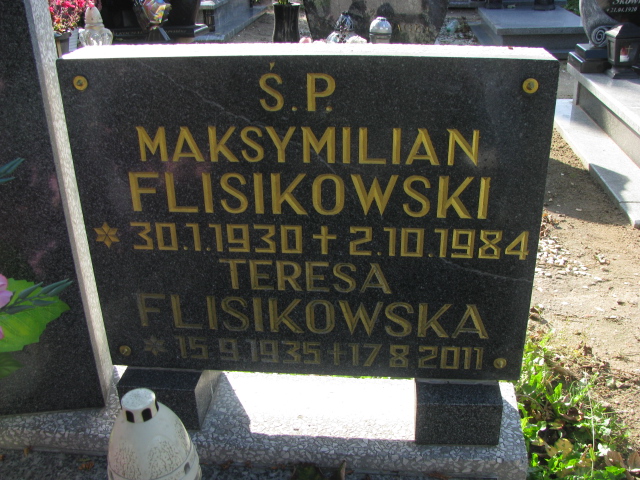 Ś.P.
MAKSYMILIAN
FLISIKOWSKI
✶ 30.1.1930 + 2.10.1984
TERESA
FLISIKOWSKA
✶ 15.9.1935 + 17.8.2011